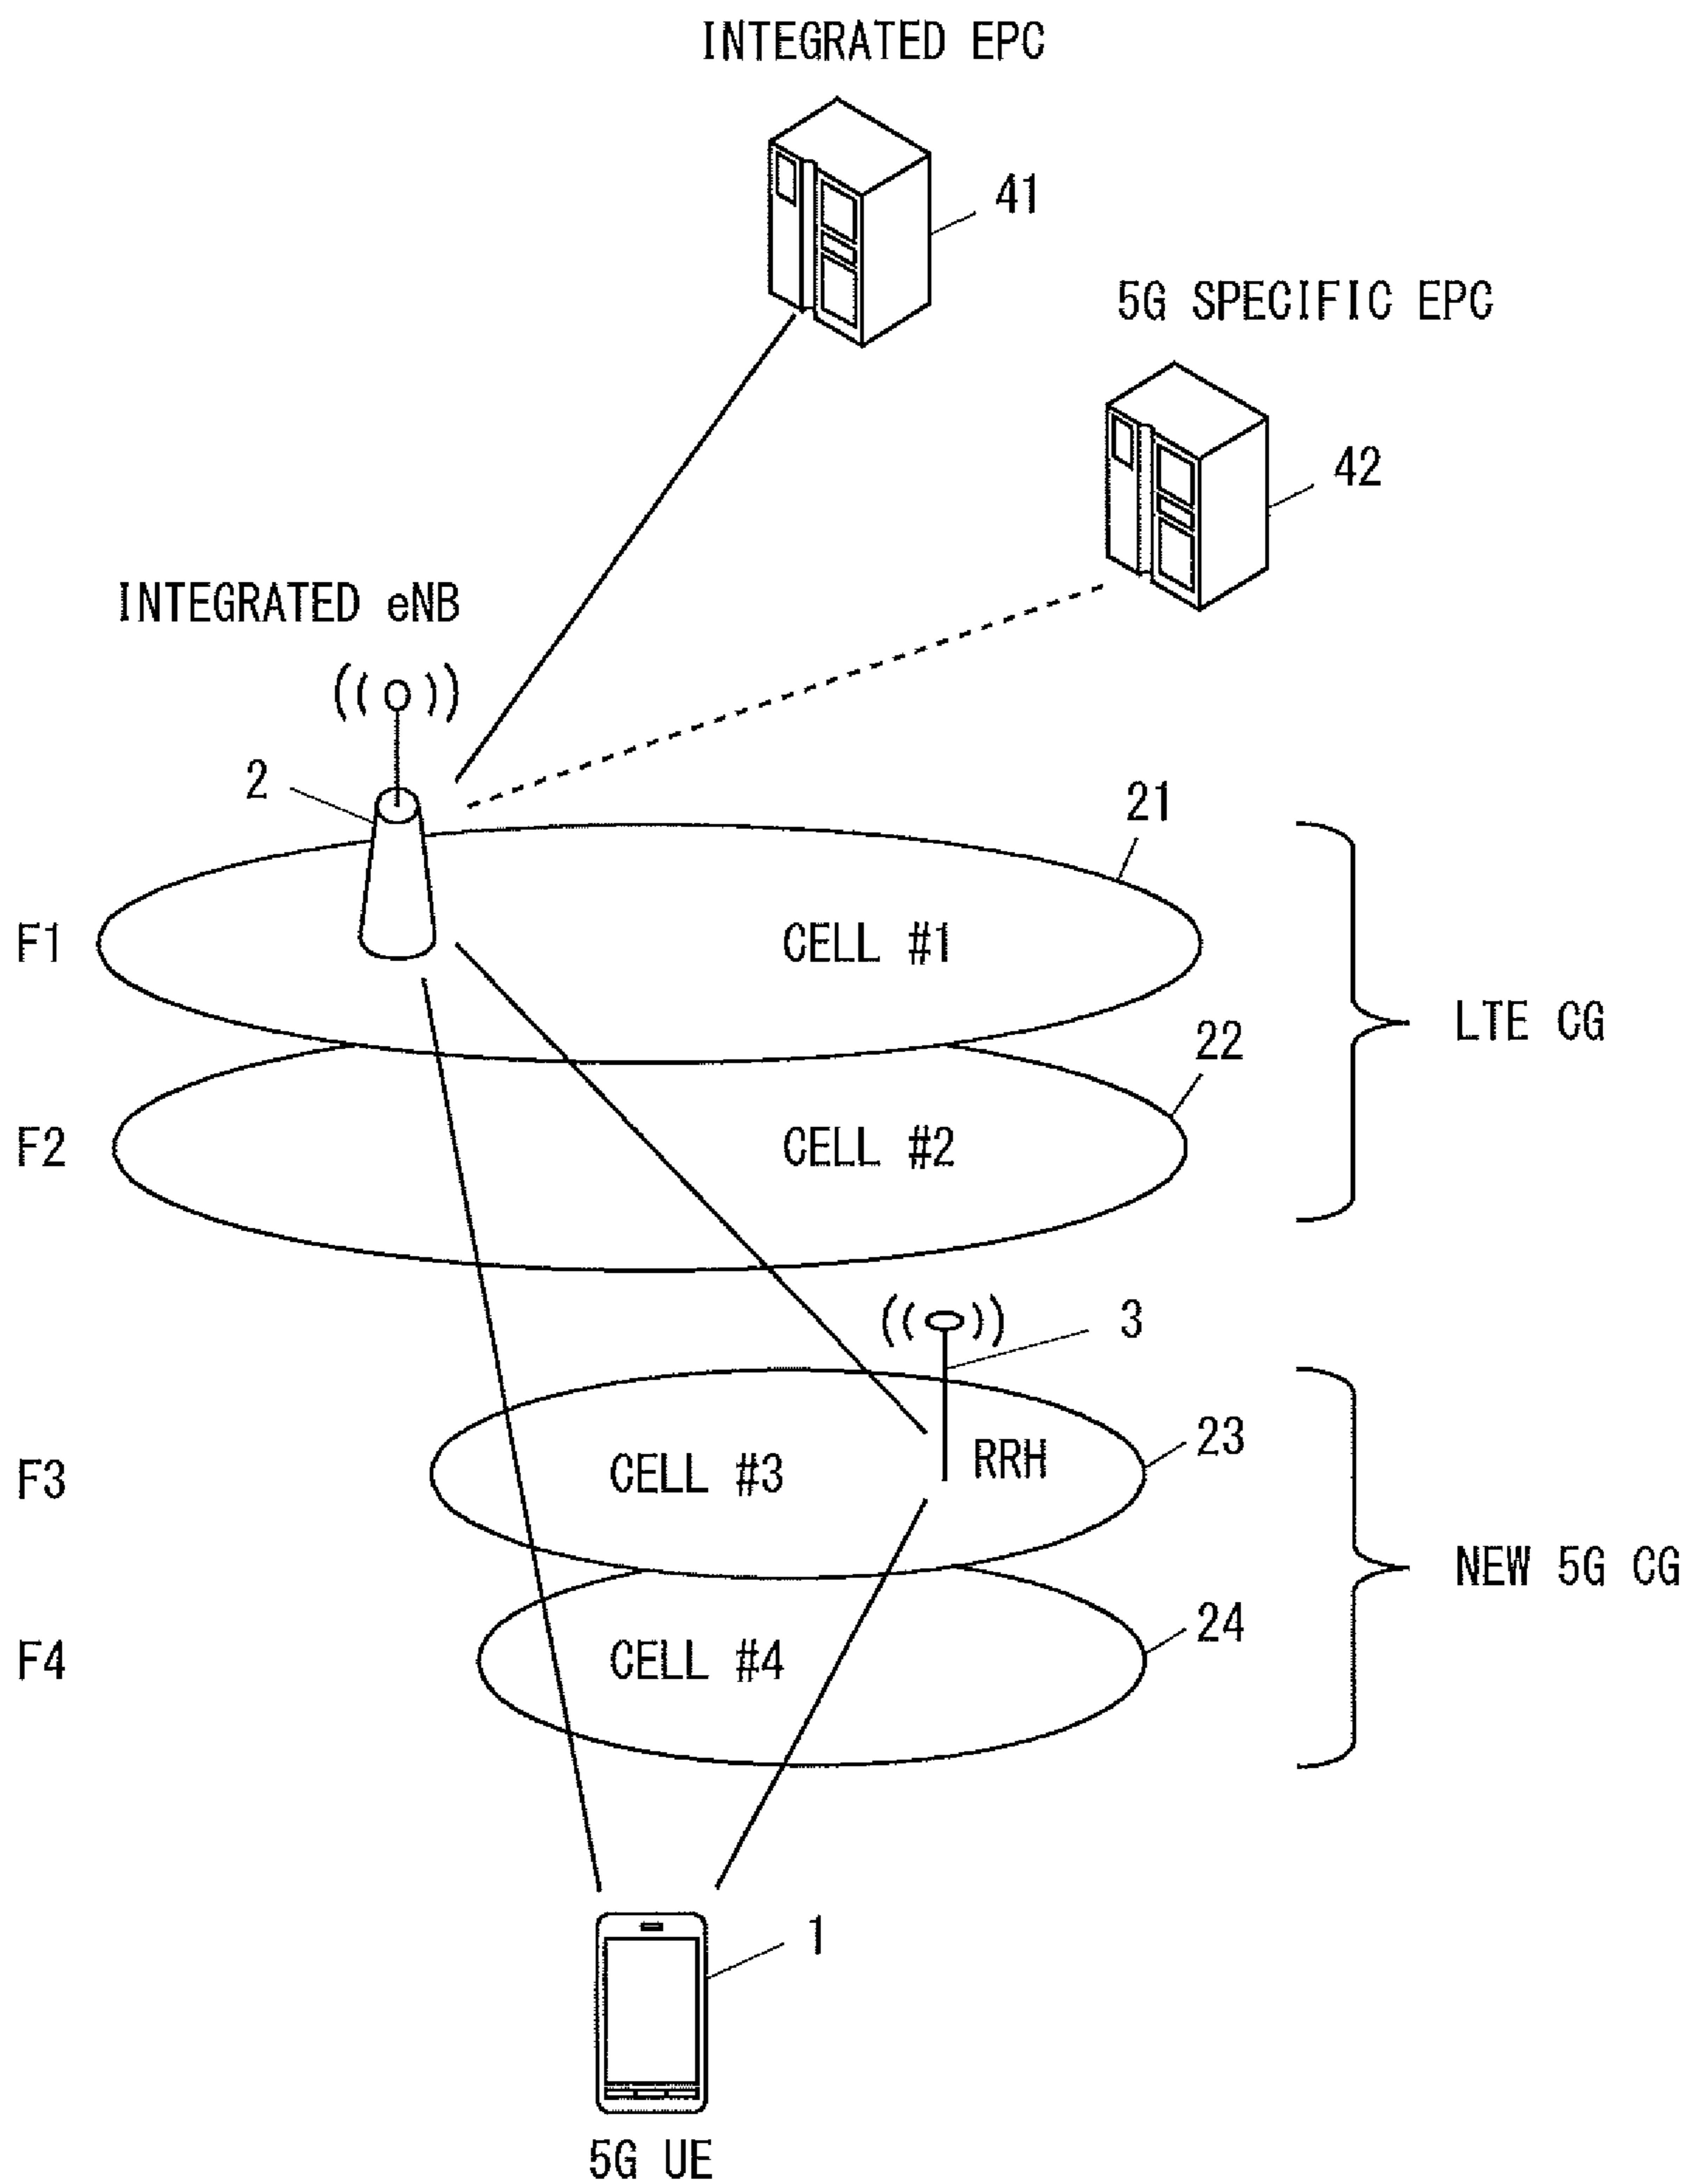 INTEGRATED EPC
41
5G SPECIFIC EPC
42
INTEGRATED eNB
2
21
F1
CELL #1
LTE CG
22
F2
CELL #2
3
23
F3
CELL #3
RRH
NEW 5G CG
24
F4
CELL #4
1
5G UE